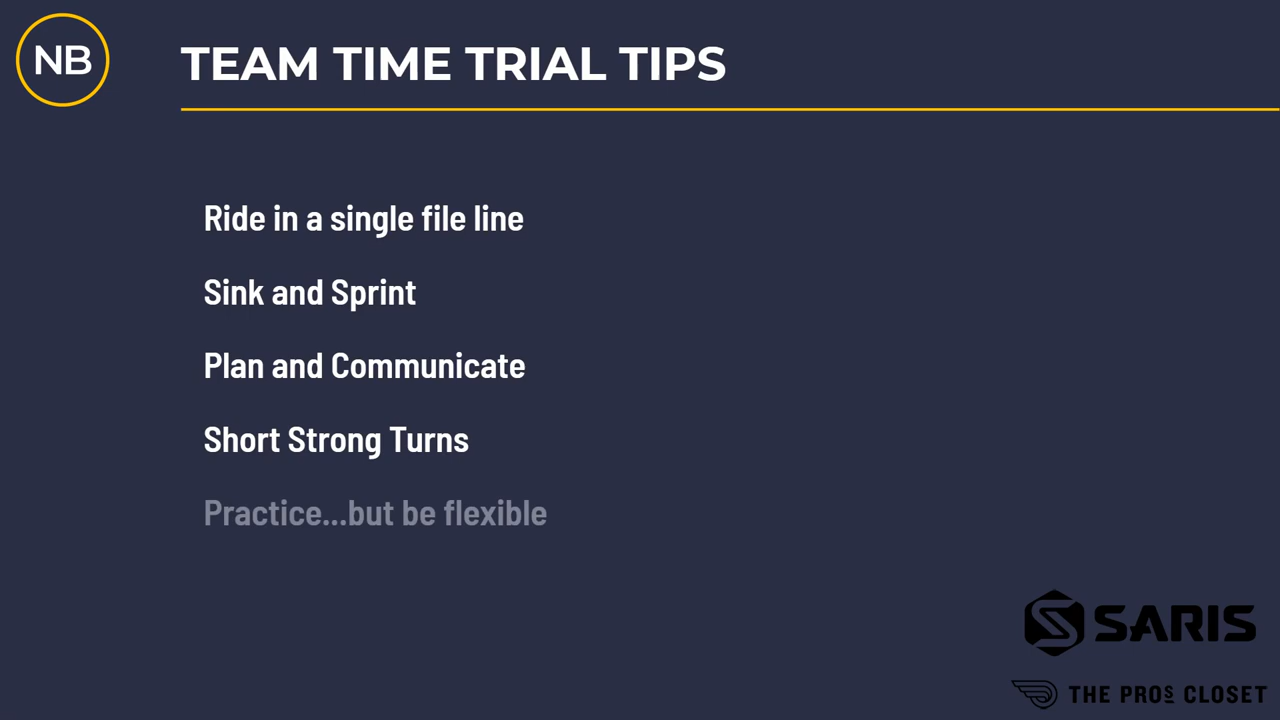 NB
TEAM TIME TRIAL TIPS
Ride in a single file line
Sink and Sprint
Plan and Communicate
Short Strong Turns
Practice...but be flexible
SARIS
THE PROS CLOSET